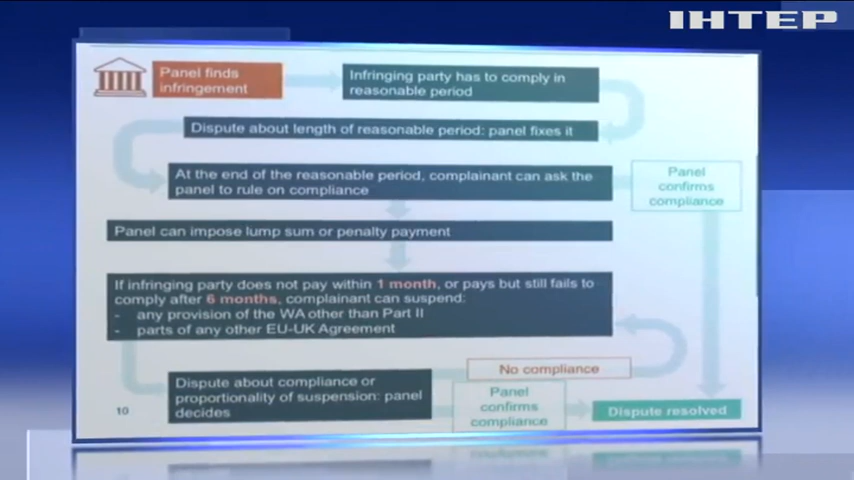 ІНТЕР
Panel finds
infringement
Infringing party has to comply in
reasonable period
Dispute about length of reasonable period: panel fixes it
At the end of the reasonable period, complainant can ask the
panel to rule on compliance
Panel
confirms
compliance
Panel can impose lump sum or penalty payment
If infringing party does not pay within 1 month, or pays but still fails to
comply after 6 months, complainant can suspend:
- any provision of the WA other than Part II
- parts of any other EU-UK Agreement
No compliance
Dispute about compliance or
proportionality of suspension: panel
decides
Panel
confirms
compliance
Dispute resolved
10